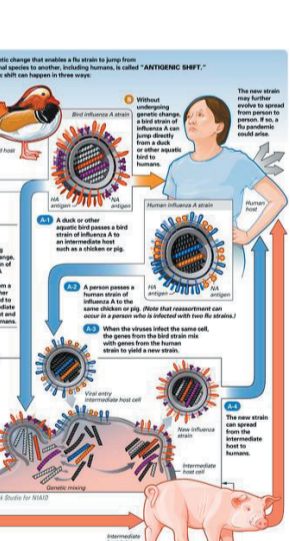 etic change that enables a flu strain to jump from
nal species to another, including humans, is called "ANTIGENIC SHIFT."
c shift can happen in three ways:
Bird influenza A strain
B Without
undergoing
genetic change,
a bird strain of
influenza A can
jump directly
from a duck
or other aquatic
bird to
humans.
The new strain
may further
evolve to spread
from person to
person. If so, a
flu pandemic
could arise.
d host
HA
antigen
NA
antigen
Human influenza A strain
Human
host
A-1 A duck or other
aquatic bird passes a bird
strain of influenza A to
an intermediate host
such as a chicken or pig.
HA
antigen
NA
antigen
A-2 A person passes a
human strain of
influenza A to the
same chicken or pig. (Note that reassortment can
occur in a person who is infected with two flu strains.)
A-3 When the viruses infect the same cell,
the genes from the bird strain mix
with genes from the human
strain to yield a new strain.
Viral entry
intermediate host cell
New influenza
strain
A-4
The new strain
can spread
from the
intermediate
host to
humans.
Intermediate
host cell
Genetic mixing
Studio for NIAID
Intermediate